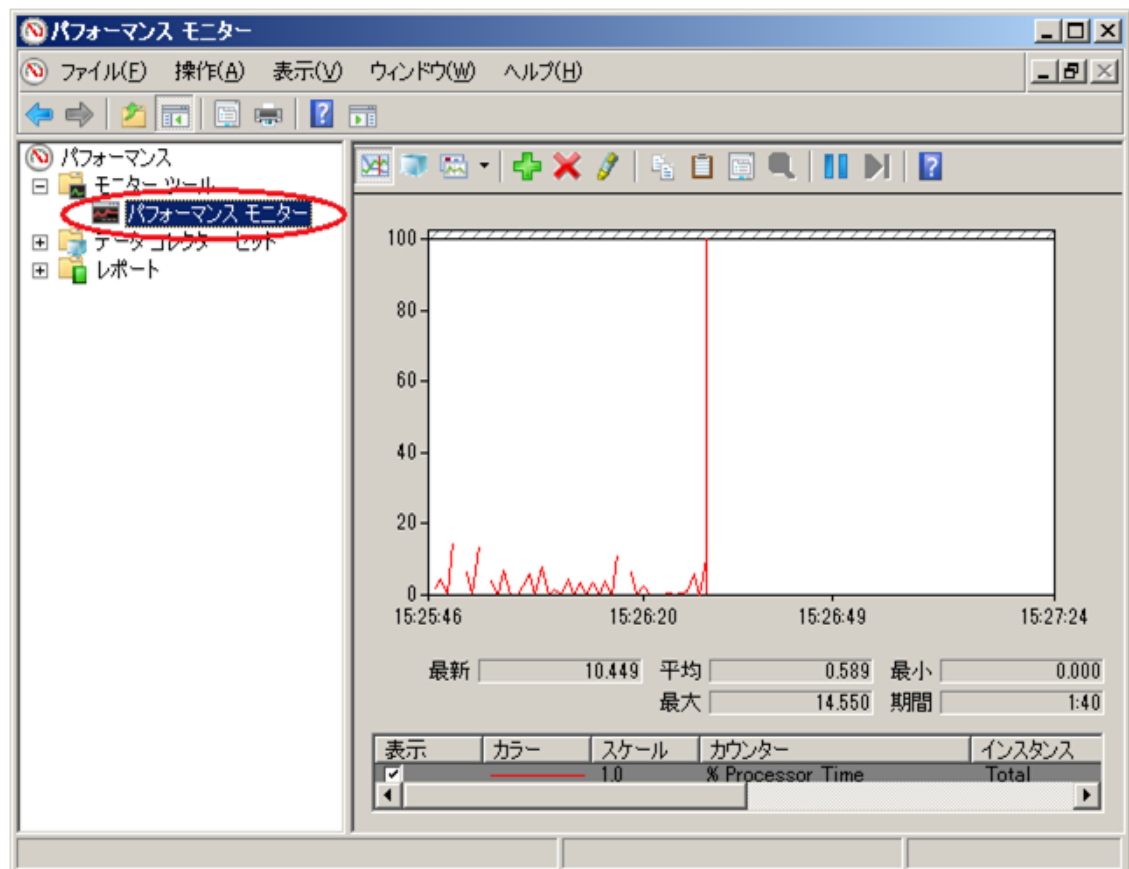 パフォーマンス モニター
ファイル(F) 操作(A) 表示(V) ウィンドウ(W) ヘルプ(H)
パフォーマンス
モニター ツール
パフォーマンス モニター
データ コレクター セット
レポート
100
80
60
40
20
0
15:25:46 15:26:20 15:26:49 15:27:24
最新 10.449 平均 0.589 最小 0.000
最大 14.550 期間 1:40
表示 カラー スケール カウンター インスタンス
1.0 % Processor Time _Total